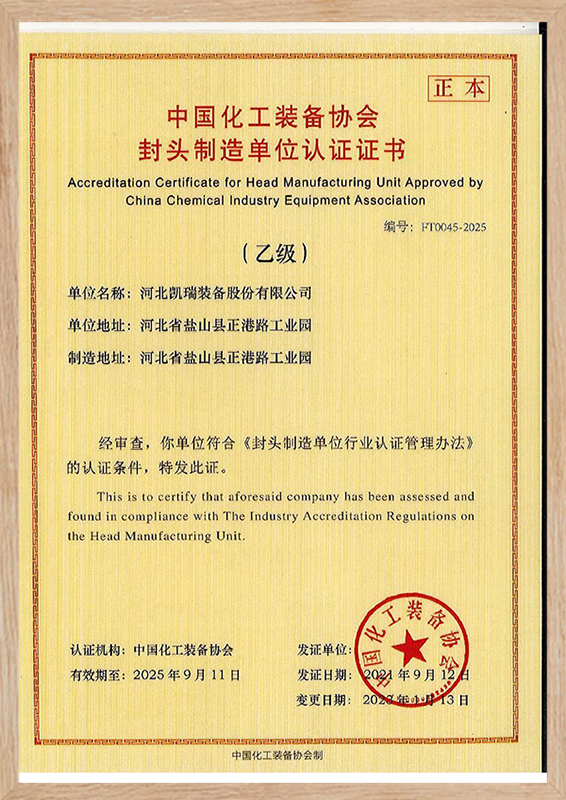 正本
中国化工装备协会
封头制造单位认证证书
Accreditation Certificate for Head Manufacturing Unit Approved by
China Chemical Industry Equipment Association
编号：FT0045-2025
（乙级）
单位名称：河北凯瑞装备股份有限公司
单位地址：河北省盐山县正港路工业园
制造地址：河北省盐山县正港路工业园
经审查，你单位符合《封头制造单位行业认证管理办法》
的认证条件，特发此证。
This is to certify that aforesaid company has been assessed and
found in compliance with The Industry Accreditation Regulations on
the Head Manufacturing Unit.
认证机构：中国化工装备协会
发证单位：
中国化工装备协会
有效期至：2025年9月11日
发证日期：2021年9月12日
变更日期：2023年 月13日
中国化工装备协会制